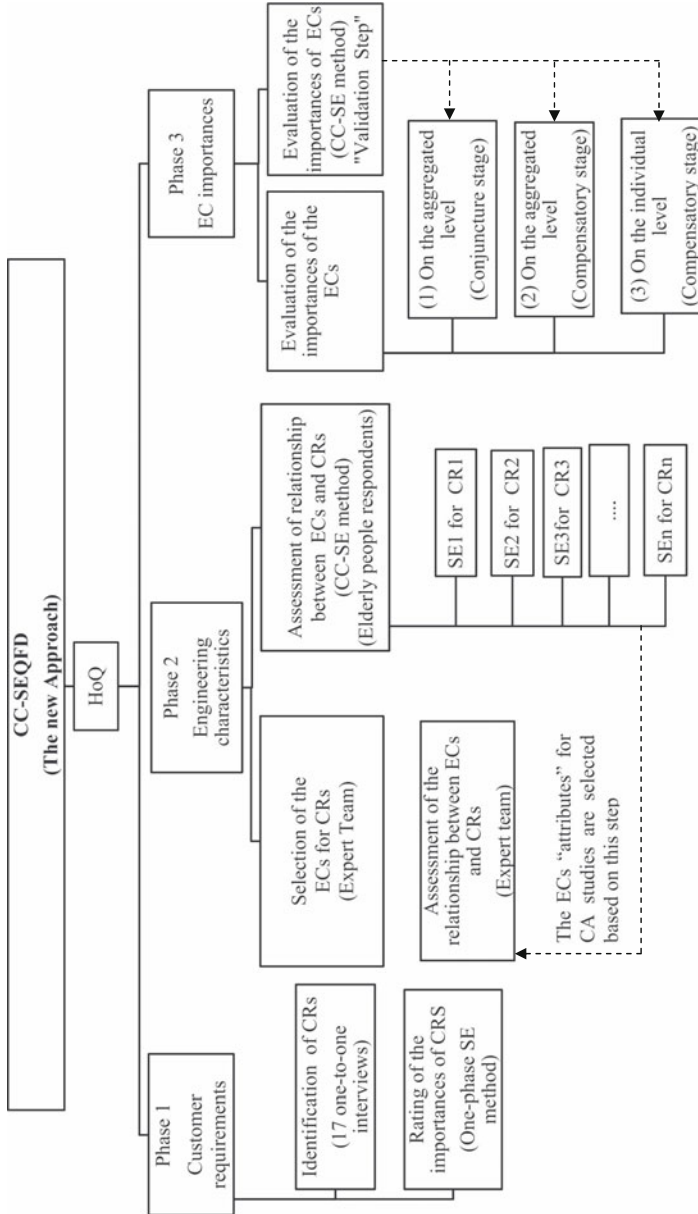 CC-SEQFD
(The new Approach)
HoQ
Phase 1
Customer
requirements
Identification of CRs
(17 one-to-one
interviews)
Rating of the
importances of CRS
(One-phase SE
method)
Phase 2
Engineering
characteristics
Selection of the
ECs for CRs
(Expert Team)
Assessment of the
relationship between ECs
and CRs
(Expert team)
The ECs “attributes” for
CA studies are selected
based on this step
Assessment of relationship
between ECs and CRs
(CC-SE method)
(Elderly people respondents)
SE1 for CR1
SE2 for CR2
SE3for CR3
.....
SEn for CRn
Phase 3
EC importances
Evaluation of the
importances of the
ECs
Evaluation of the
importances of ECs
(CC-SE method)
"Validation Step"
(1) On the aggregated
level
(Conjuncture stage)
(2) On the aggregated
level
(Compensatory stage)
(3) On the individual
level
(Compensatory stage)